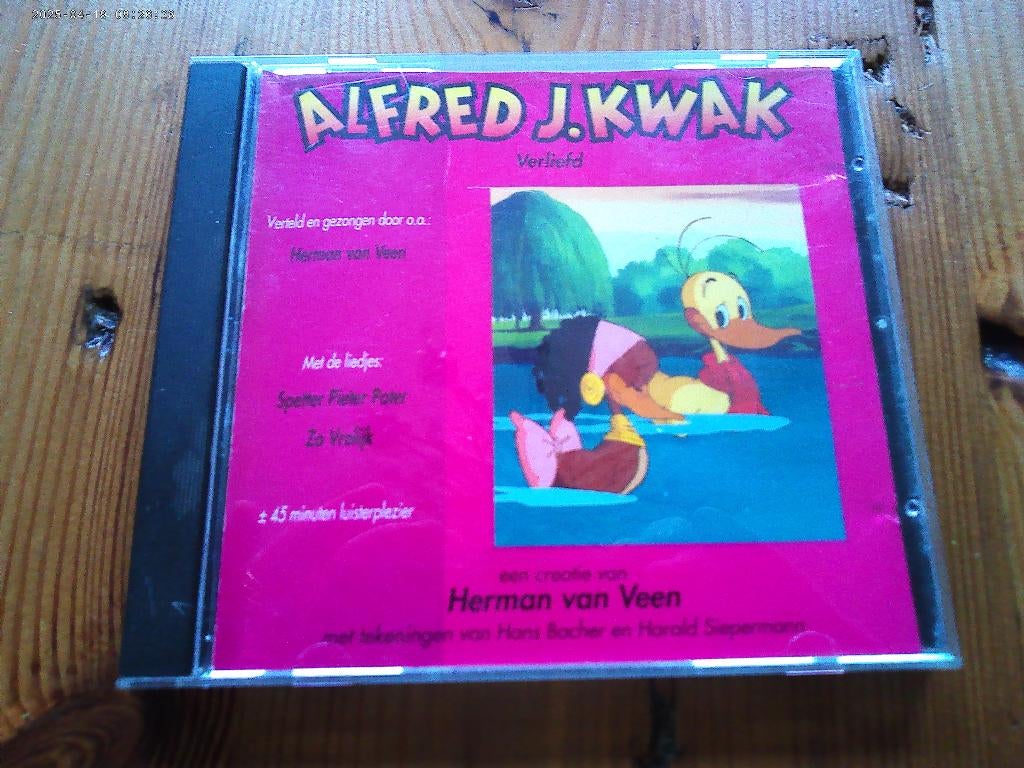 ALFRED J.KWAK
Verliefd
Verteld en gezongen door o.a.:
Herman van Veen
Met de liedjes:
Spetter Pieter Pater
Zo Vrolijk
± 45 minuten luisterplezier
een creatie van
Herman van Veen
met tekeningen van Hans Bacher en Harald Siepermann